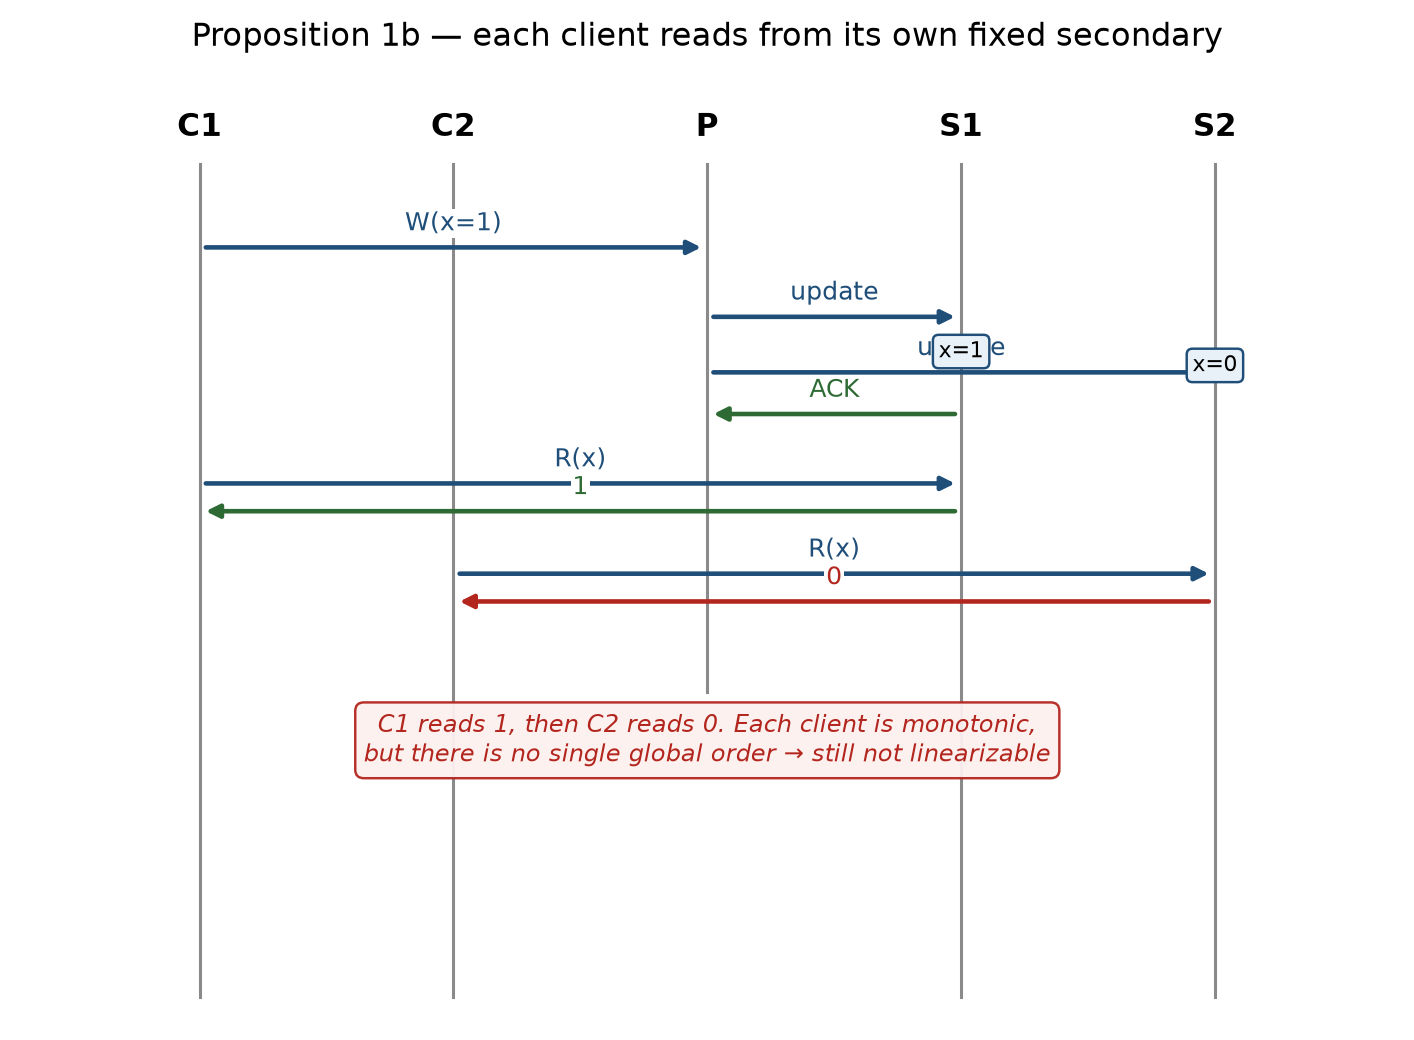 Proposition 1b — each client reads from its own fixed secondary
C1 C2 P S1 S2
W(x=1)
update
x=1
x=0
ACK
R(x)
1
R(x)
0
C1 reads 1, then C2 reads 0. Each client is monotonic,
but there is no single global order → still not linearizable